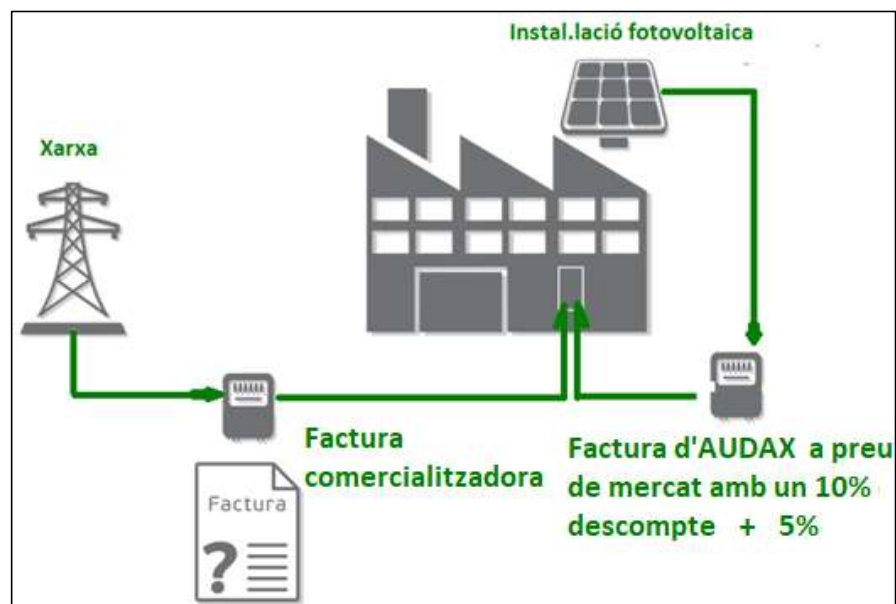 Instal.lació fotovoltaica
Xarxa
Factura
comercialitzadora
Factura d'AUDAX a preu
de mercat amb un 10%
descompte + 5%
Factura
?